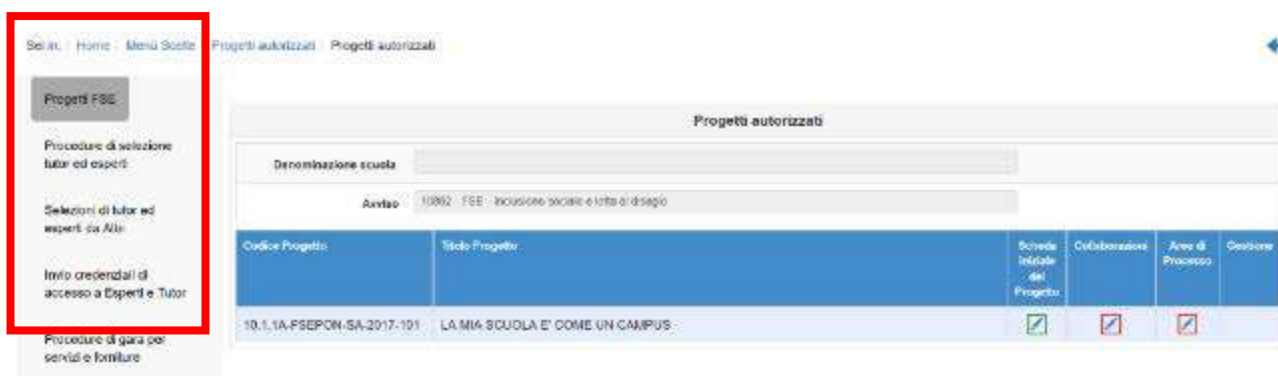 Sei in: / Home / Menù Scelte / Progetti autorizzati / Progetti autorizzati
Progetti FSE
Procedure di selezione
tutor ed esperti
Selezioni di tutor ed
esperti da Albi
Invio credenziali di
accesso a Esperti e Tutor
Procedure di gara per
servizi e forniture
Progetti autorizzati
Denominazione scuola
Avviso 10862 - FSE - Inclusione sociale e lotta al disagio
Codice Progetto Titolo Progetto Scheda iniziale del Progetto Collaborazioni Aree di Processo Gestione
10.1.1A-FSEPON-SA-2017-101 LA MIA SCUOLA E' COME UN CAMPUS